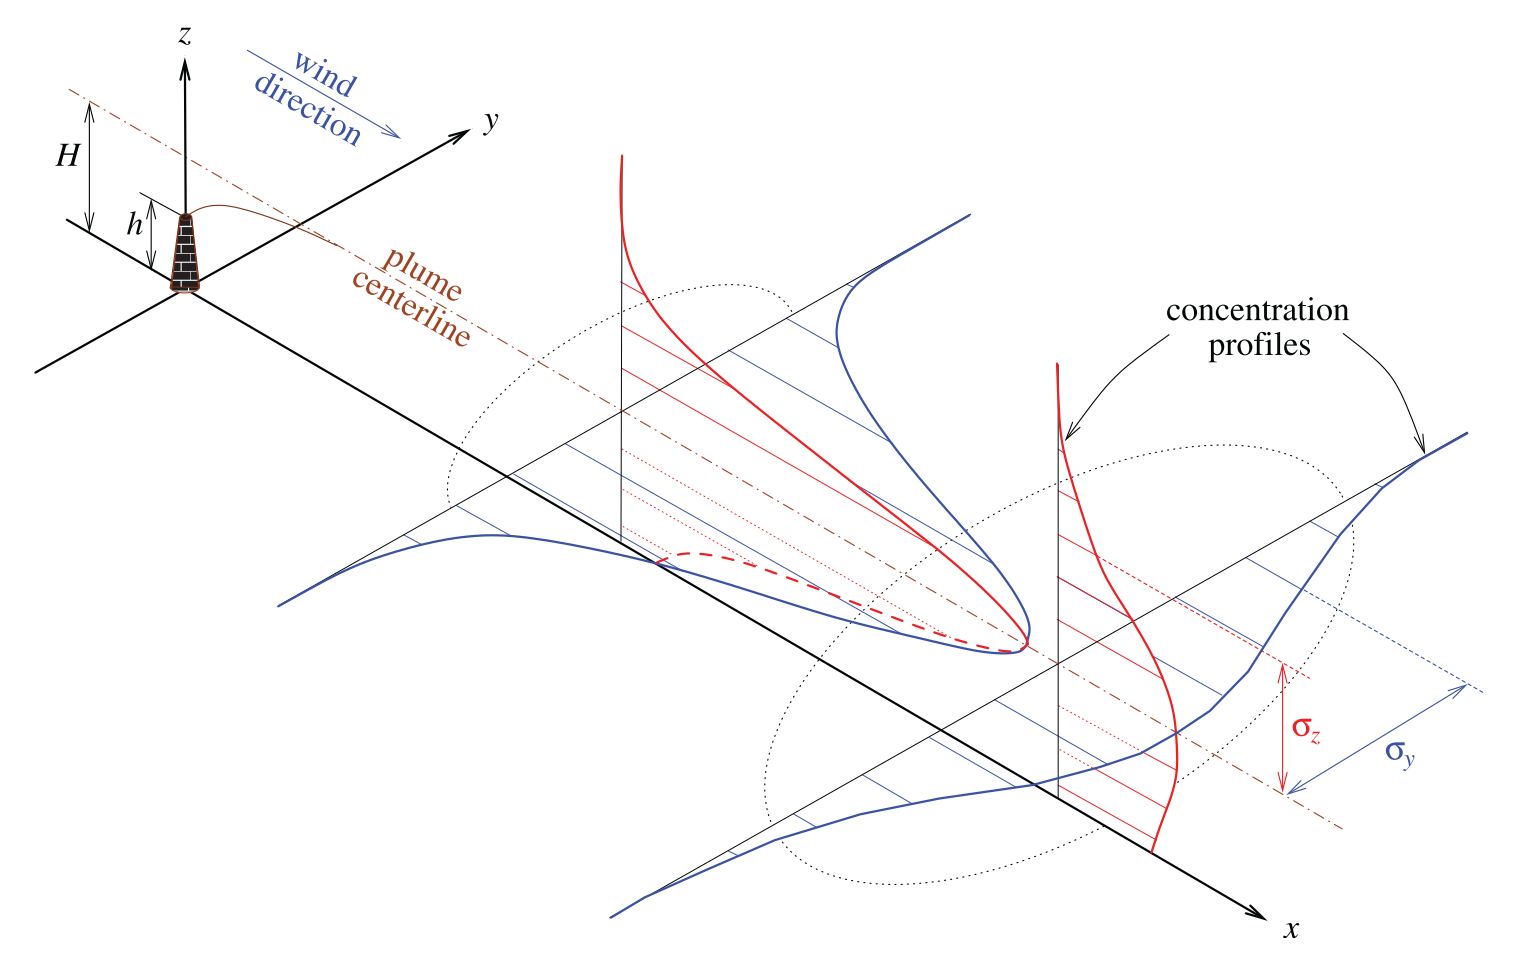 z
wind
direction
y
H
h
plume
centerline
concentration
profiles
σz
σy
x